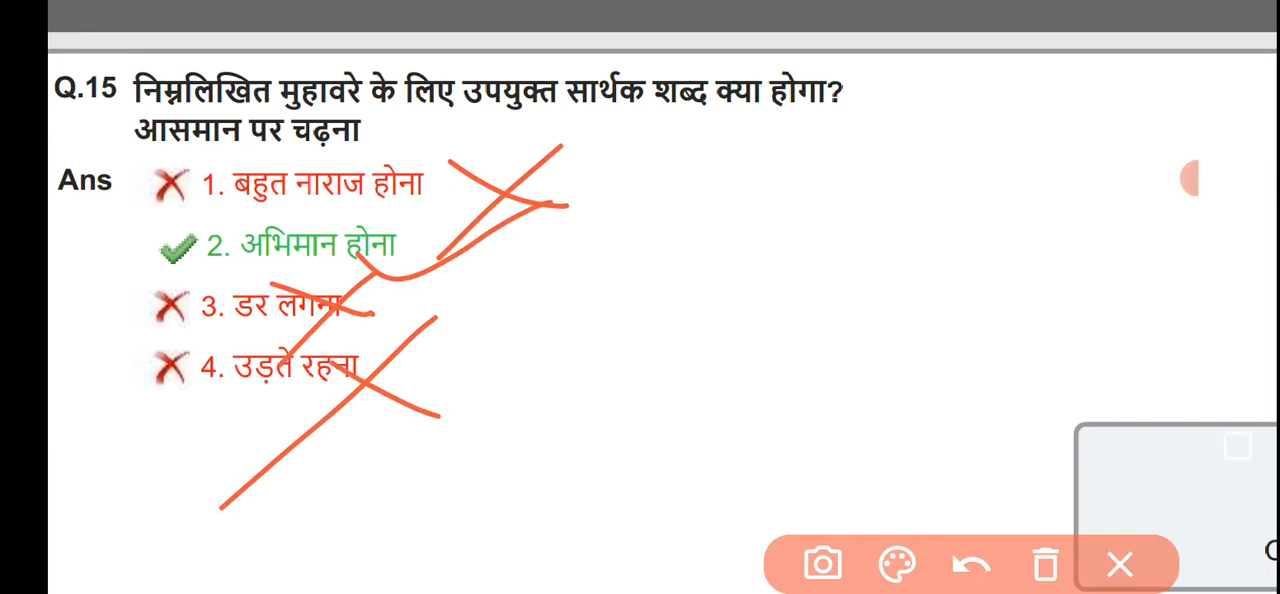 Q.15 निम्नलिखित मुहावरे के लिए उपयुक्त सार्थक शब्द क्या होगा?
आसमान पर चढ़ना
Ans 1. बहुत नाराज होना
2. अभिमान होना
3. डर लगना
4. उड़ते रहना